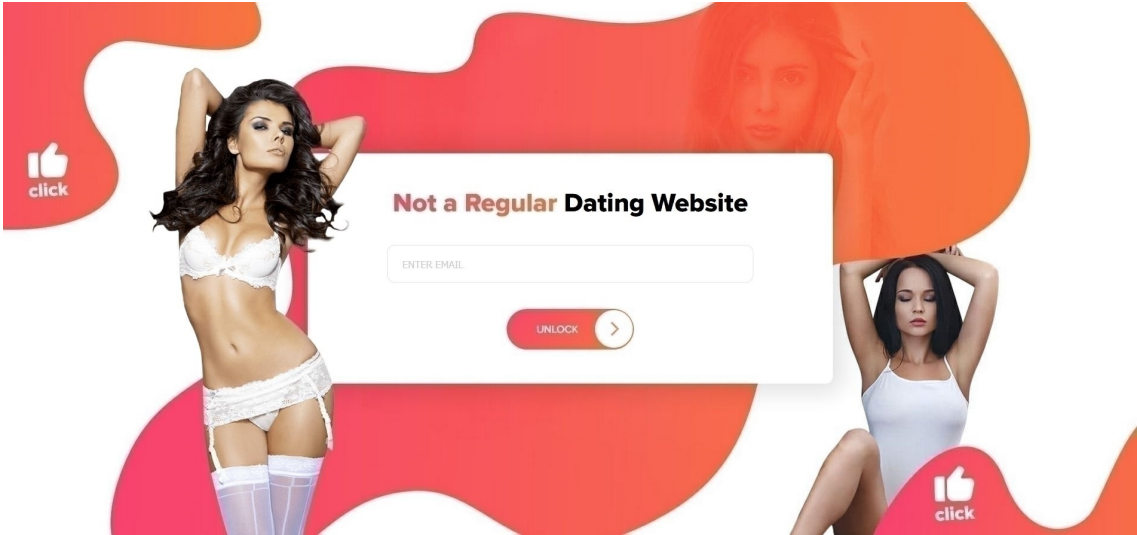 click
Not a Regular Dating Website
ENTER EMAIL
UNLOCK
click